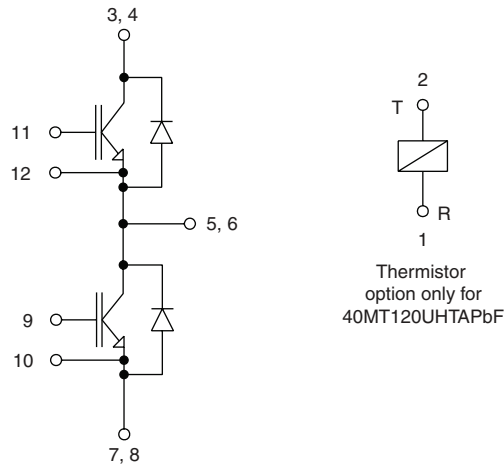 3, 4
11
12
5, 6
9
10
7, 8
2
T
R
1
Thermistor
option only for
40MT120UHTAPbF